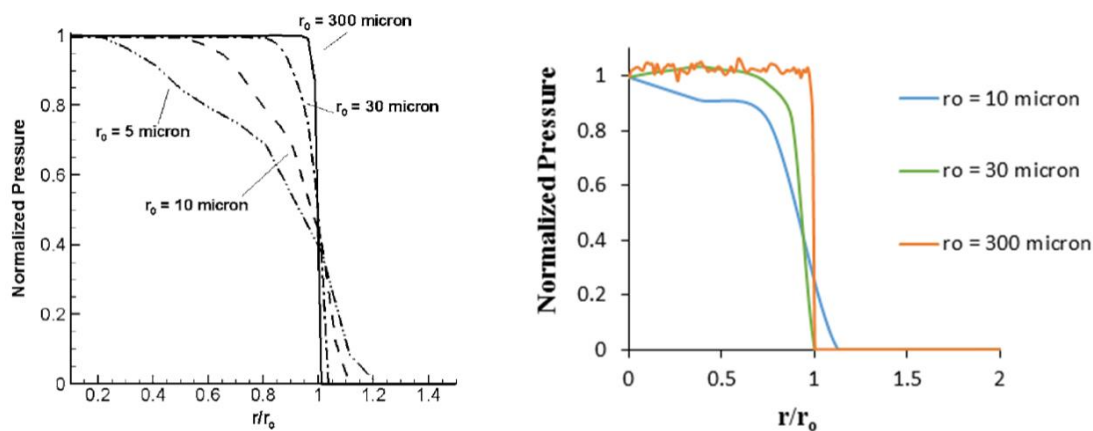 r₀ = 300 micron
1
0.8
0.6
0.4
0.2
0
Normalized Pressure
r₀ = 30 micron
r₀ = 5 micron
r₀ = 10 micron
0.2 0.4 0.6 0.8 1 1.2 1.4
r/r₀
Normalized Pressure
1
0.8
0.6
0.4
0.2
0
0 0.5 1 1.5 2
r/r₀
ro = 10 micron
ro = 30 micron
ro = 300 micron